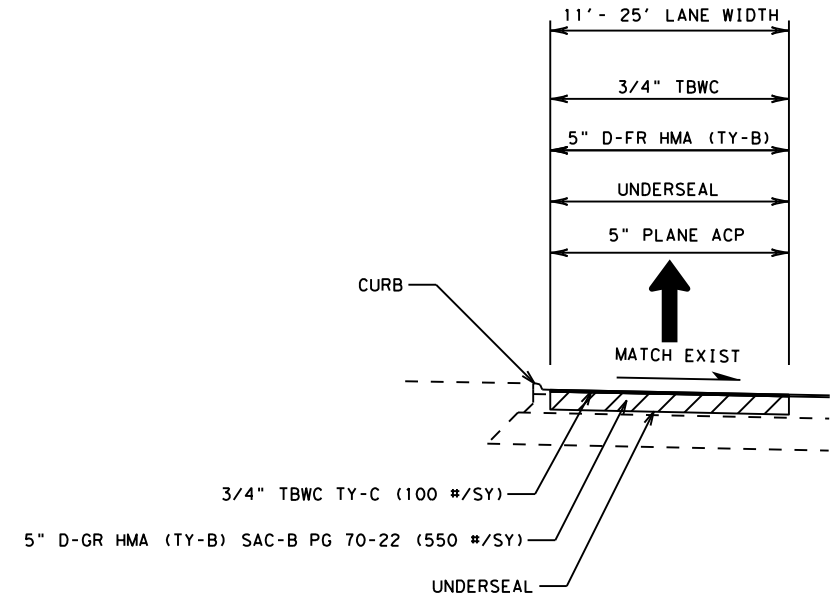 11'- 25' LANE WIDTH
3/4" TBWC
5" D-FR HMA (TY-B)
UNDERSEAL
5" PLANE ACP
CURB
MATCH EXIST
3/4" TBWC TY-C (100 #/SY)
5" D-GR HMA (TY-B) SAC-B PG 70-22 (550 #/SY)
UNDERSEAL